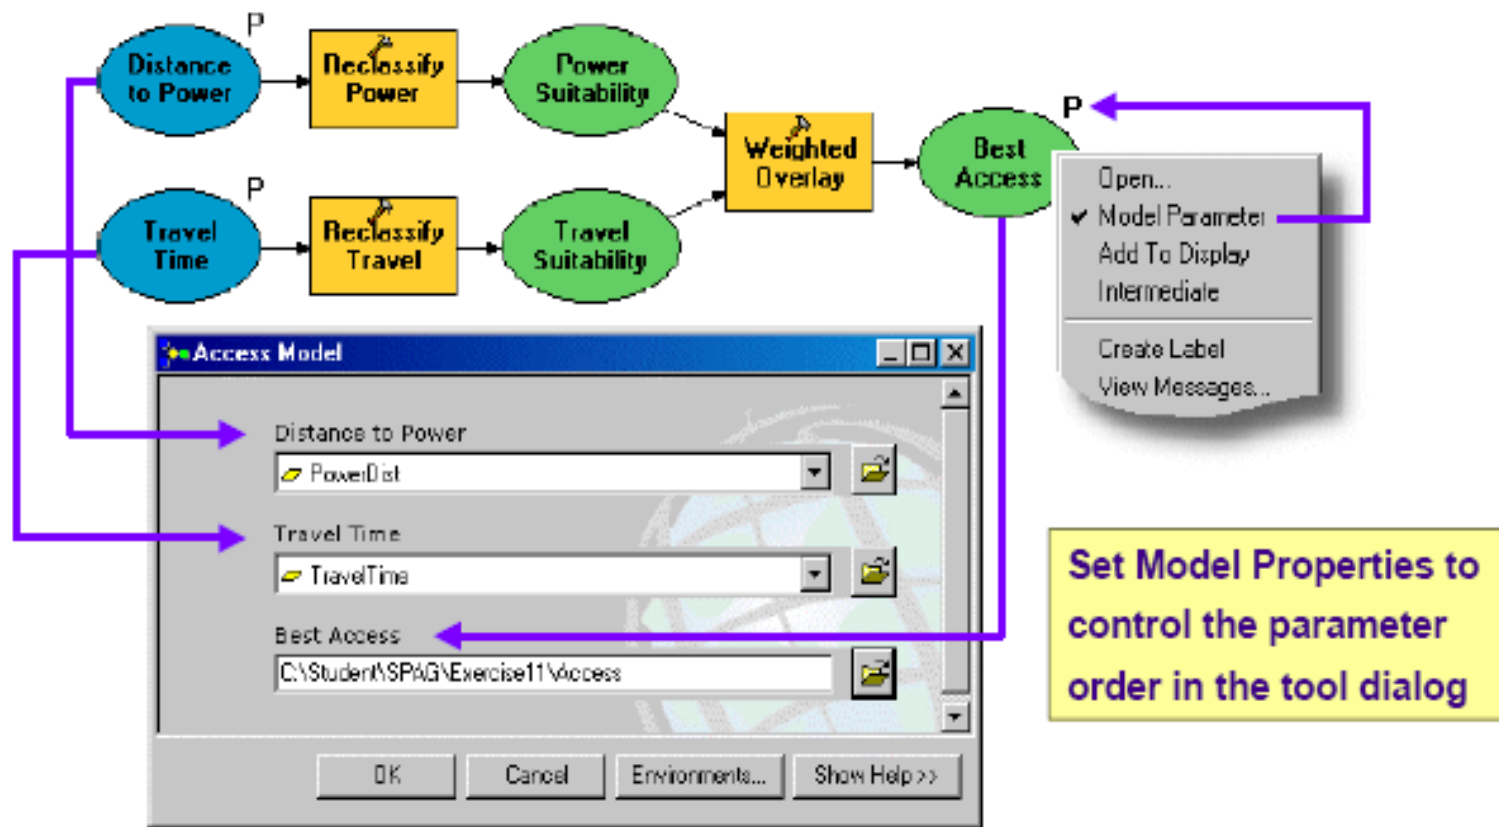 P
Distance
to Power
Reclassify
Power
Power
Suitability
P
Travel
Time
Reclassify
Travel
Travel
Suitability
Weighted
Overlay
Best
Access
P
Open...
Model Parameter
Add To Display
Intermediate
Create Label
View Messages...
Access Model
Distance to Power
PowerDist
Travel Time
TravelTime
Best Access
C:\Student\SPAG\Exercise11\Access
OK
Cancel
Environments...
Show Help >>
Set Model Properties to
control the parameter
order in the tool dialog